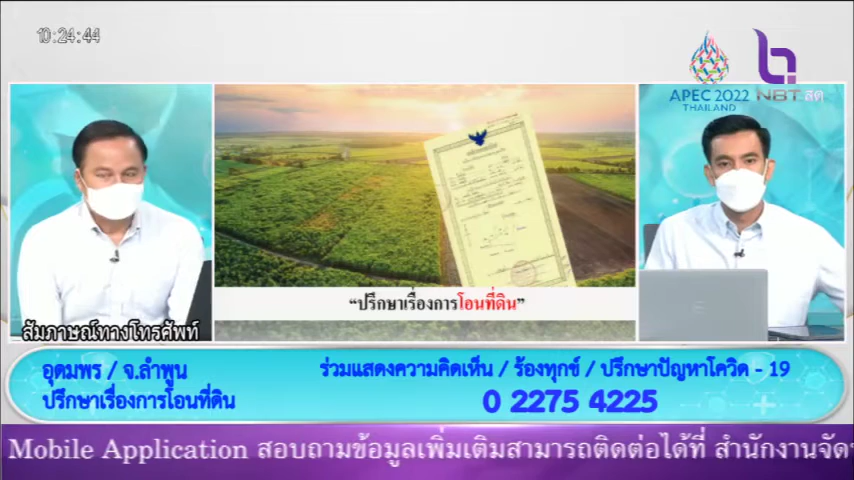 10:24:44
APEC 2022
THAILAND
NBT สด
สัมภาษณ์ทางโทรศัพท์
“ปรึกษาเรื่องการโอนที่ดิน”
อุดมพร / จ.ลำพูน
ปรึกษาเรื่องการโอนที่ดิน
ร่วมแสดงความคิดเห็น / ร้องทุกข์ / ปรึกษาปัญหาโควิด - 19
0 2275 4225
Mobile Application สอบถามข้อมูลเพิ่มเติมสามารถติดต่อได้ที่ สำนักงานจัด